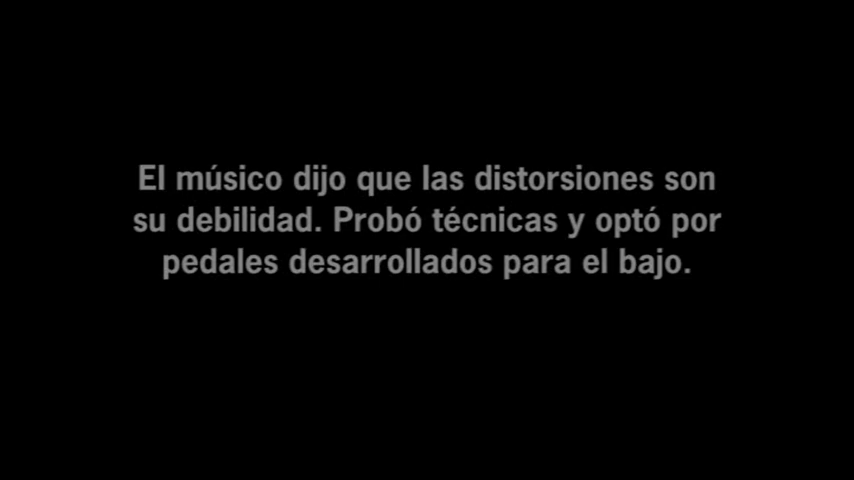 El músico dijo que las distorsiones son
su debilidad. Probó técnicas y optó por
pedales desarrollados para el bajo.